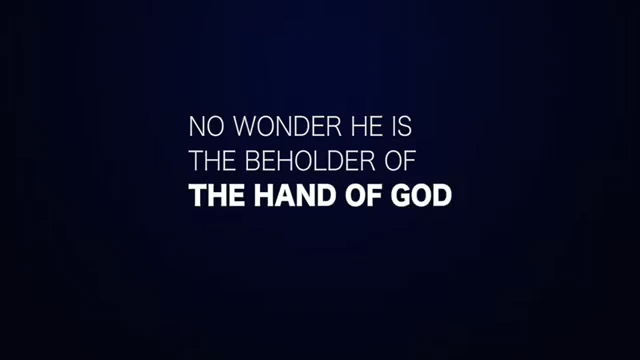 NO WONDER HE IS
THE BEHOLDER OF
THE HAND OF GOD